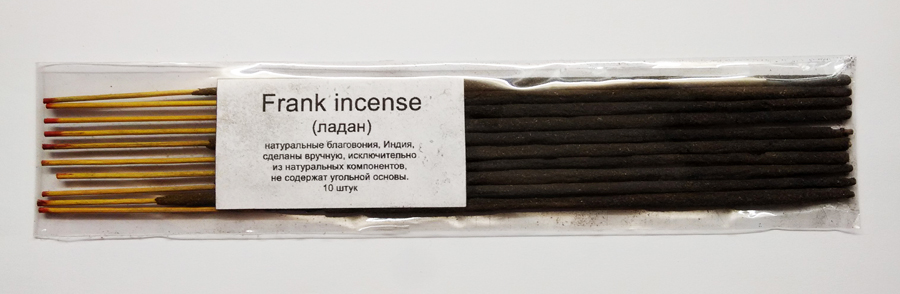 Frank incense
(ладан)
натуральные благовония, Индия,
сделаны вручную, исключительно
из натуральных компонентов,
не содержат угольной основы.
10 штук